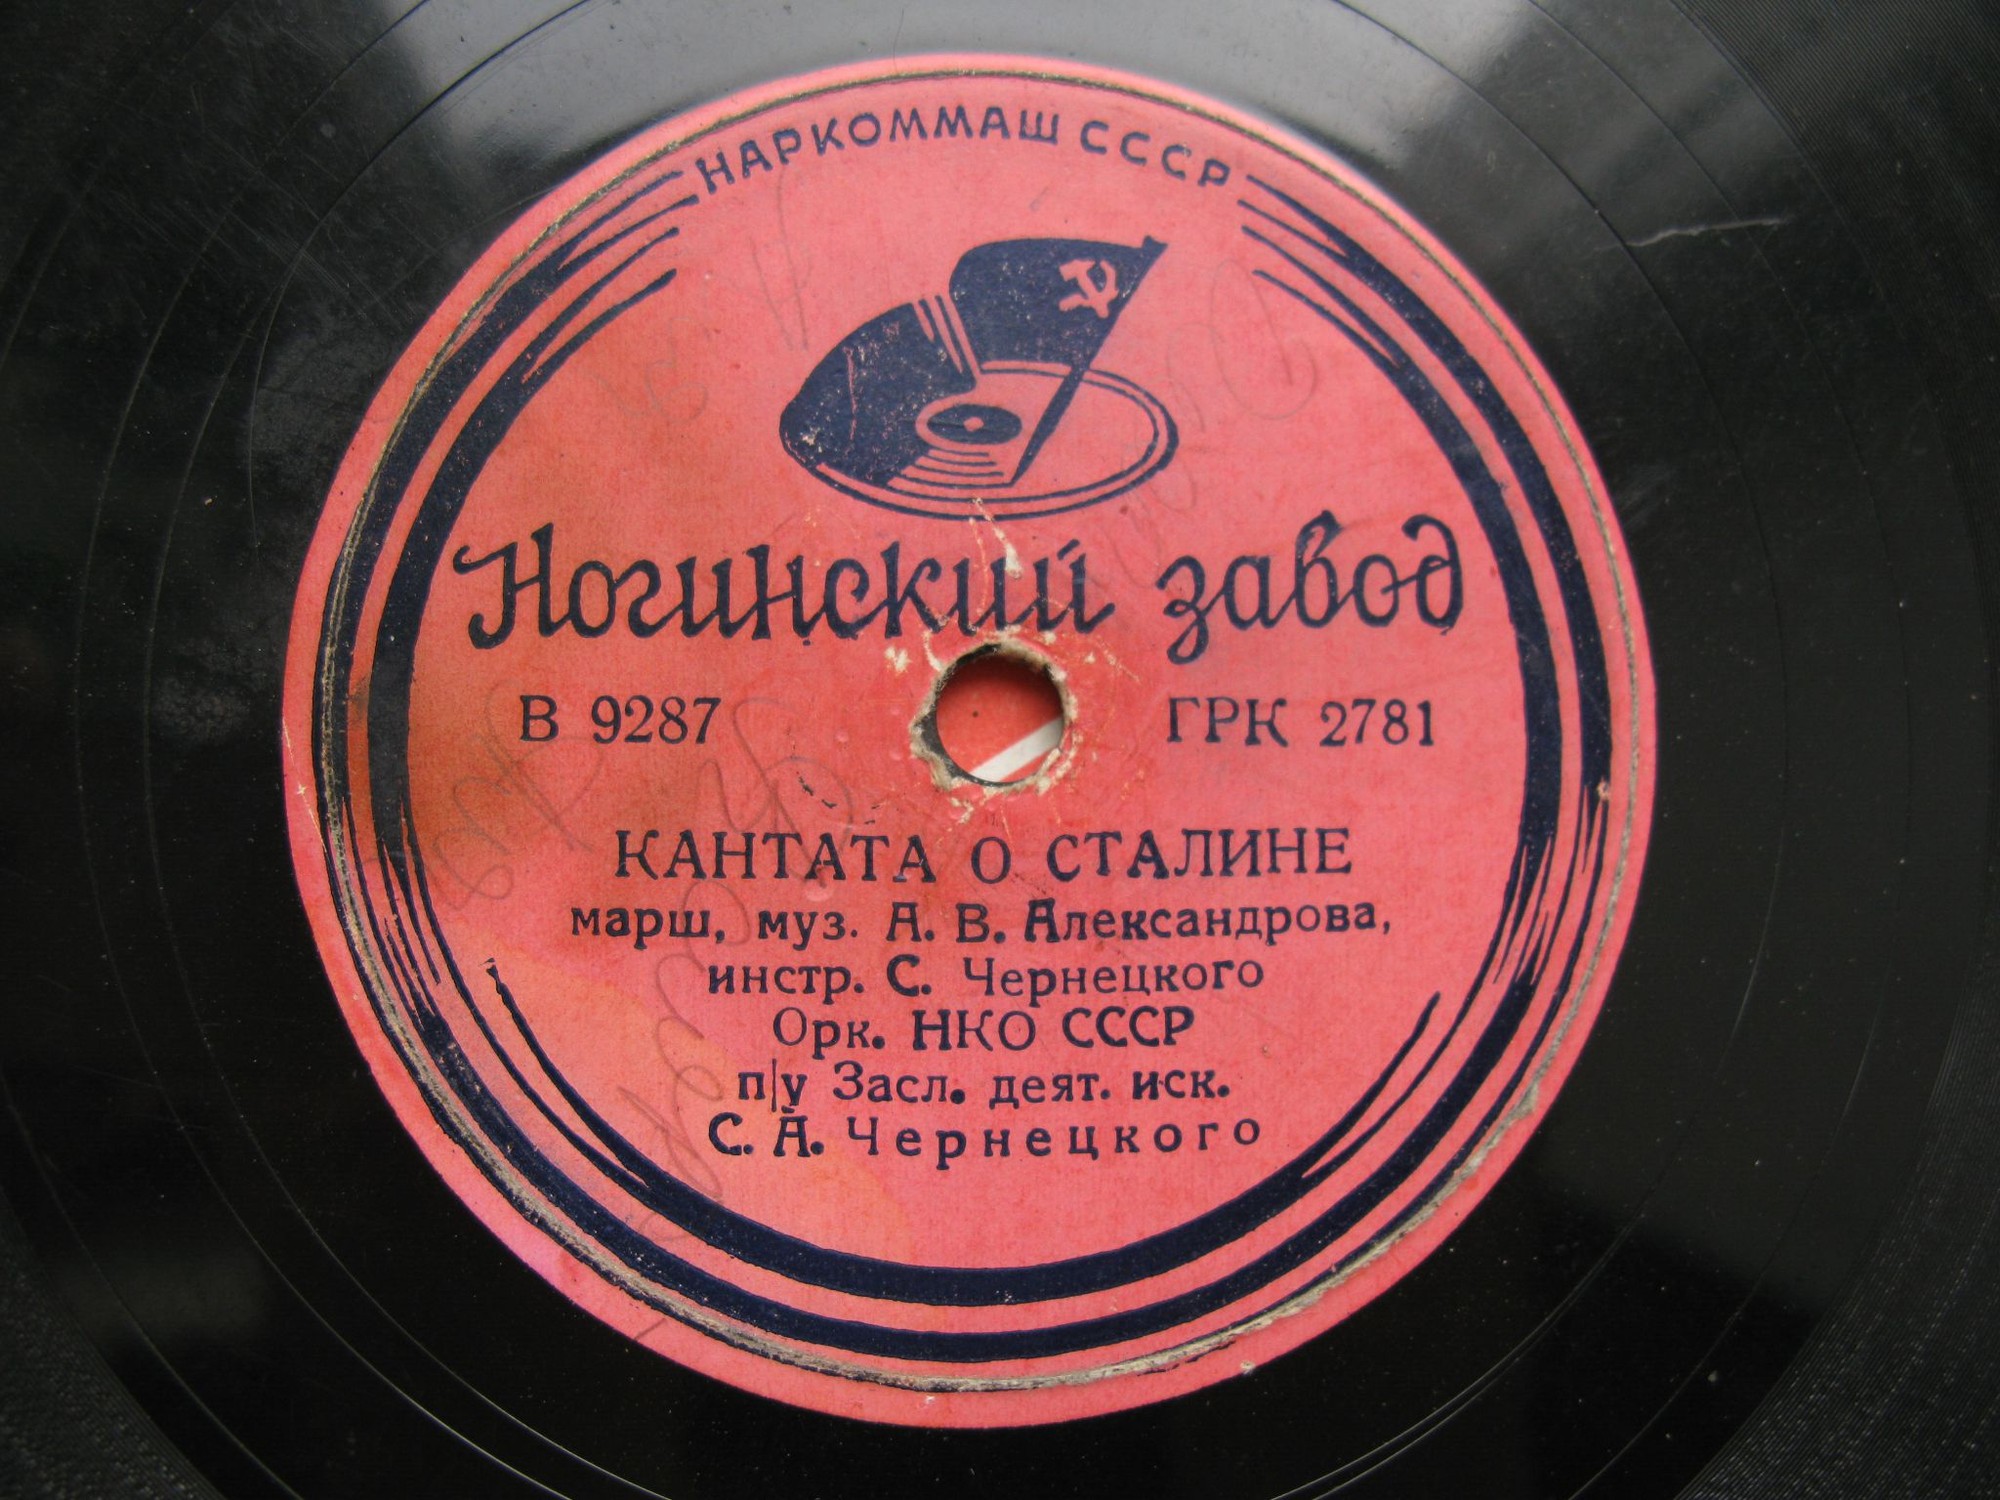 НАРКОММАШ СССР
Ногинский завод
В 9287 ГРК 2781
КАНТАТА О СТАЛИНЕ
марш, муз. А. В. Александрова,
инстр. С. Чернецкого
Орк. НКО СССР
п/у Засл. деят. иск.
С. А. Чернецкого